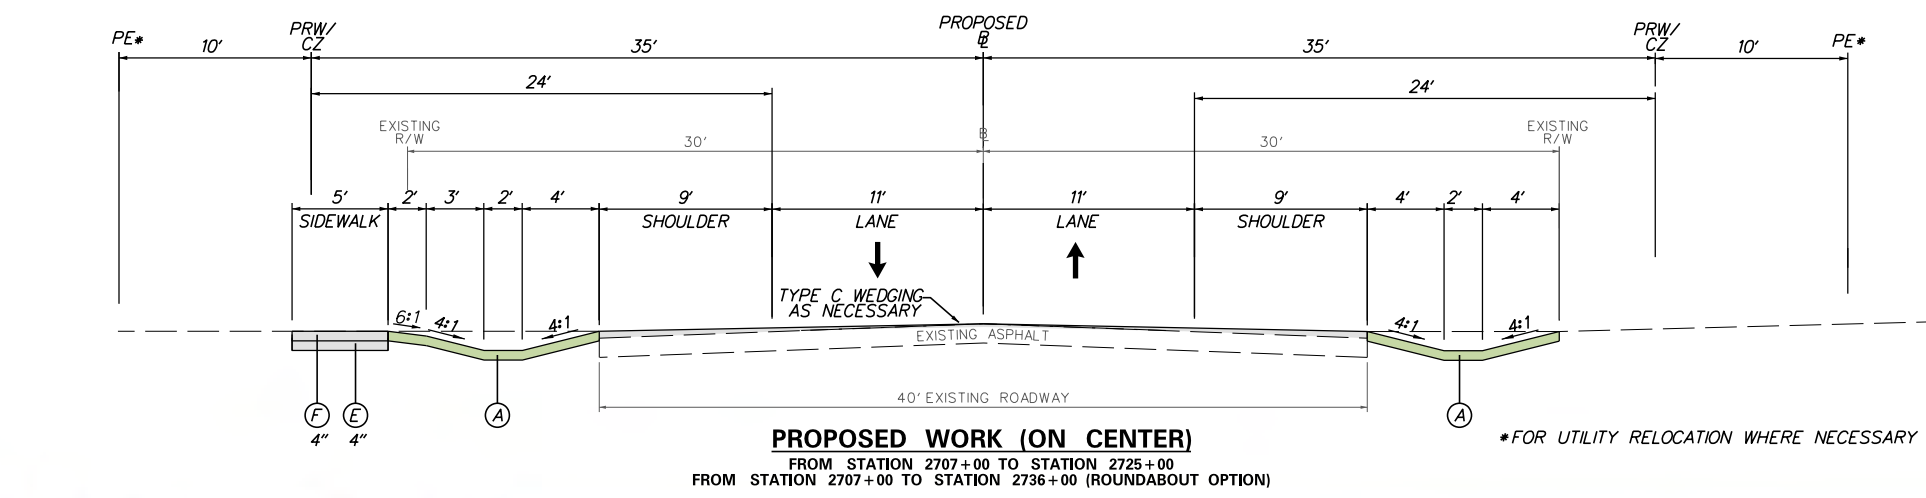 PROPOSED
BL
PE*
10'
PRW/
CZ
35'
35'
PRW/
CZ
10'
PE*
24'
24'
EXISTING
R/W
30'
BL
30'
EXISTING
R/W
5'
2'
3'
2'
4'
9'
11'
11'
9'
4'
2'
4'
SIDEWALK
SHOULDER
LANE
LANE
SHOULDER
TYPE C WEDGING
AS NECESSARY
6:1
4:1
4:1
4:1
4:1
EXISTING ASPHALT
40' EXISTING ROADWAY
F
E
A
A
4"
4"
PROPOSED WORK (ON CENTER)
*FOR UTILITY RELOCATION WHERE NECESSARY
FROM STATION 2707+00 TO STATION 2725+00
FROM STATION 2707+00 TO STATION 2736+00 (ROUNDABOUT OPTION)